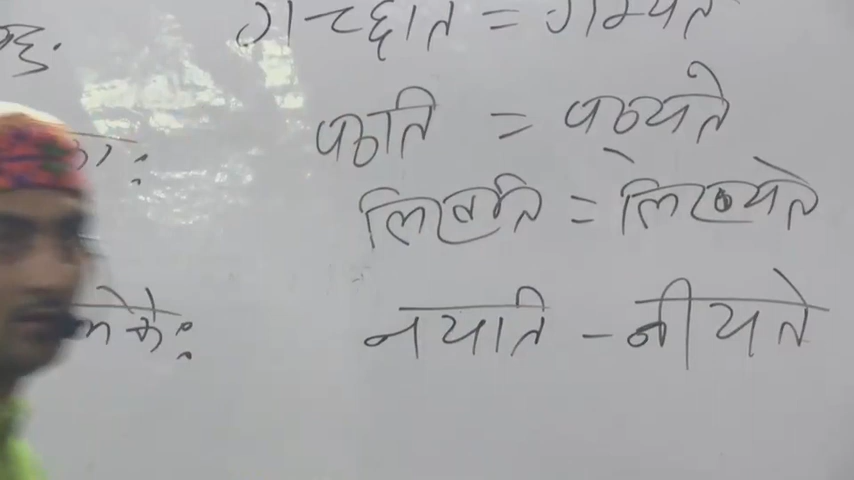 गच्छति = गम्यते
पठति = पठ्यते
लिखति = लिख्यते
नयति - नीयते